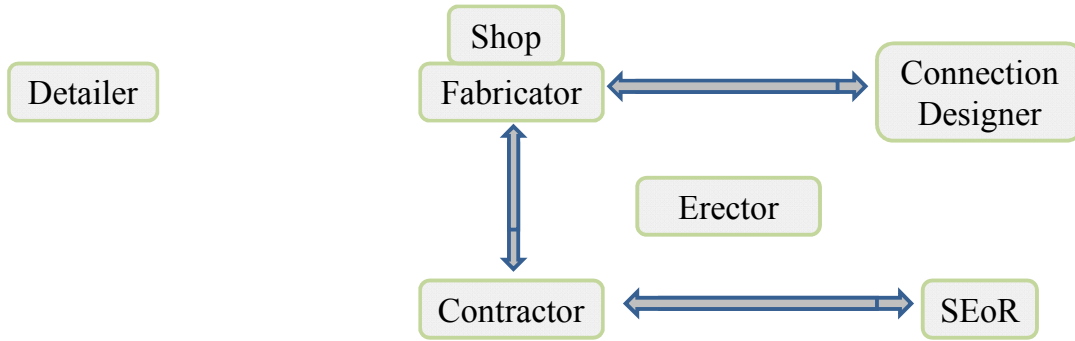 Shop
Detailer
Fabricator
Connection
Designer
Erector
Contractor
SEoR